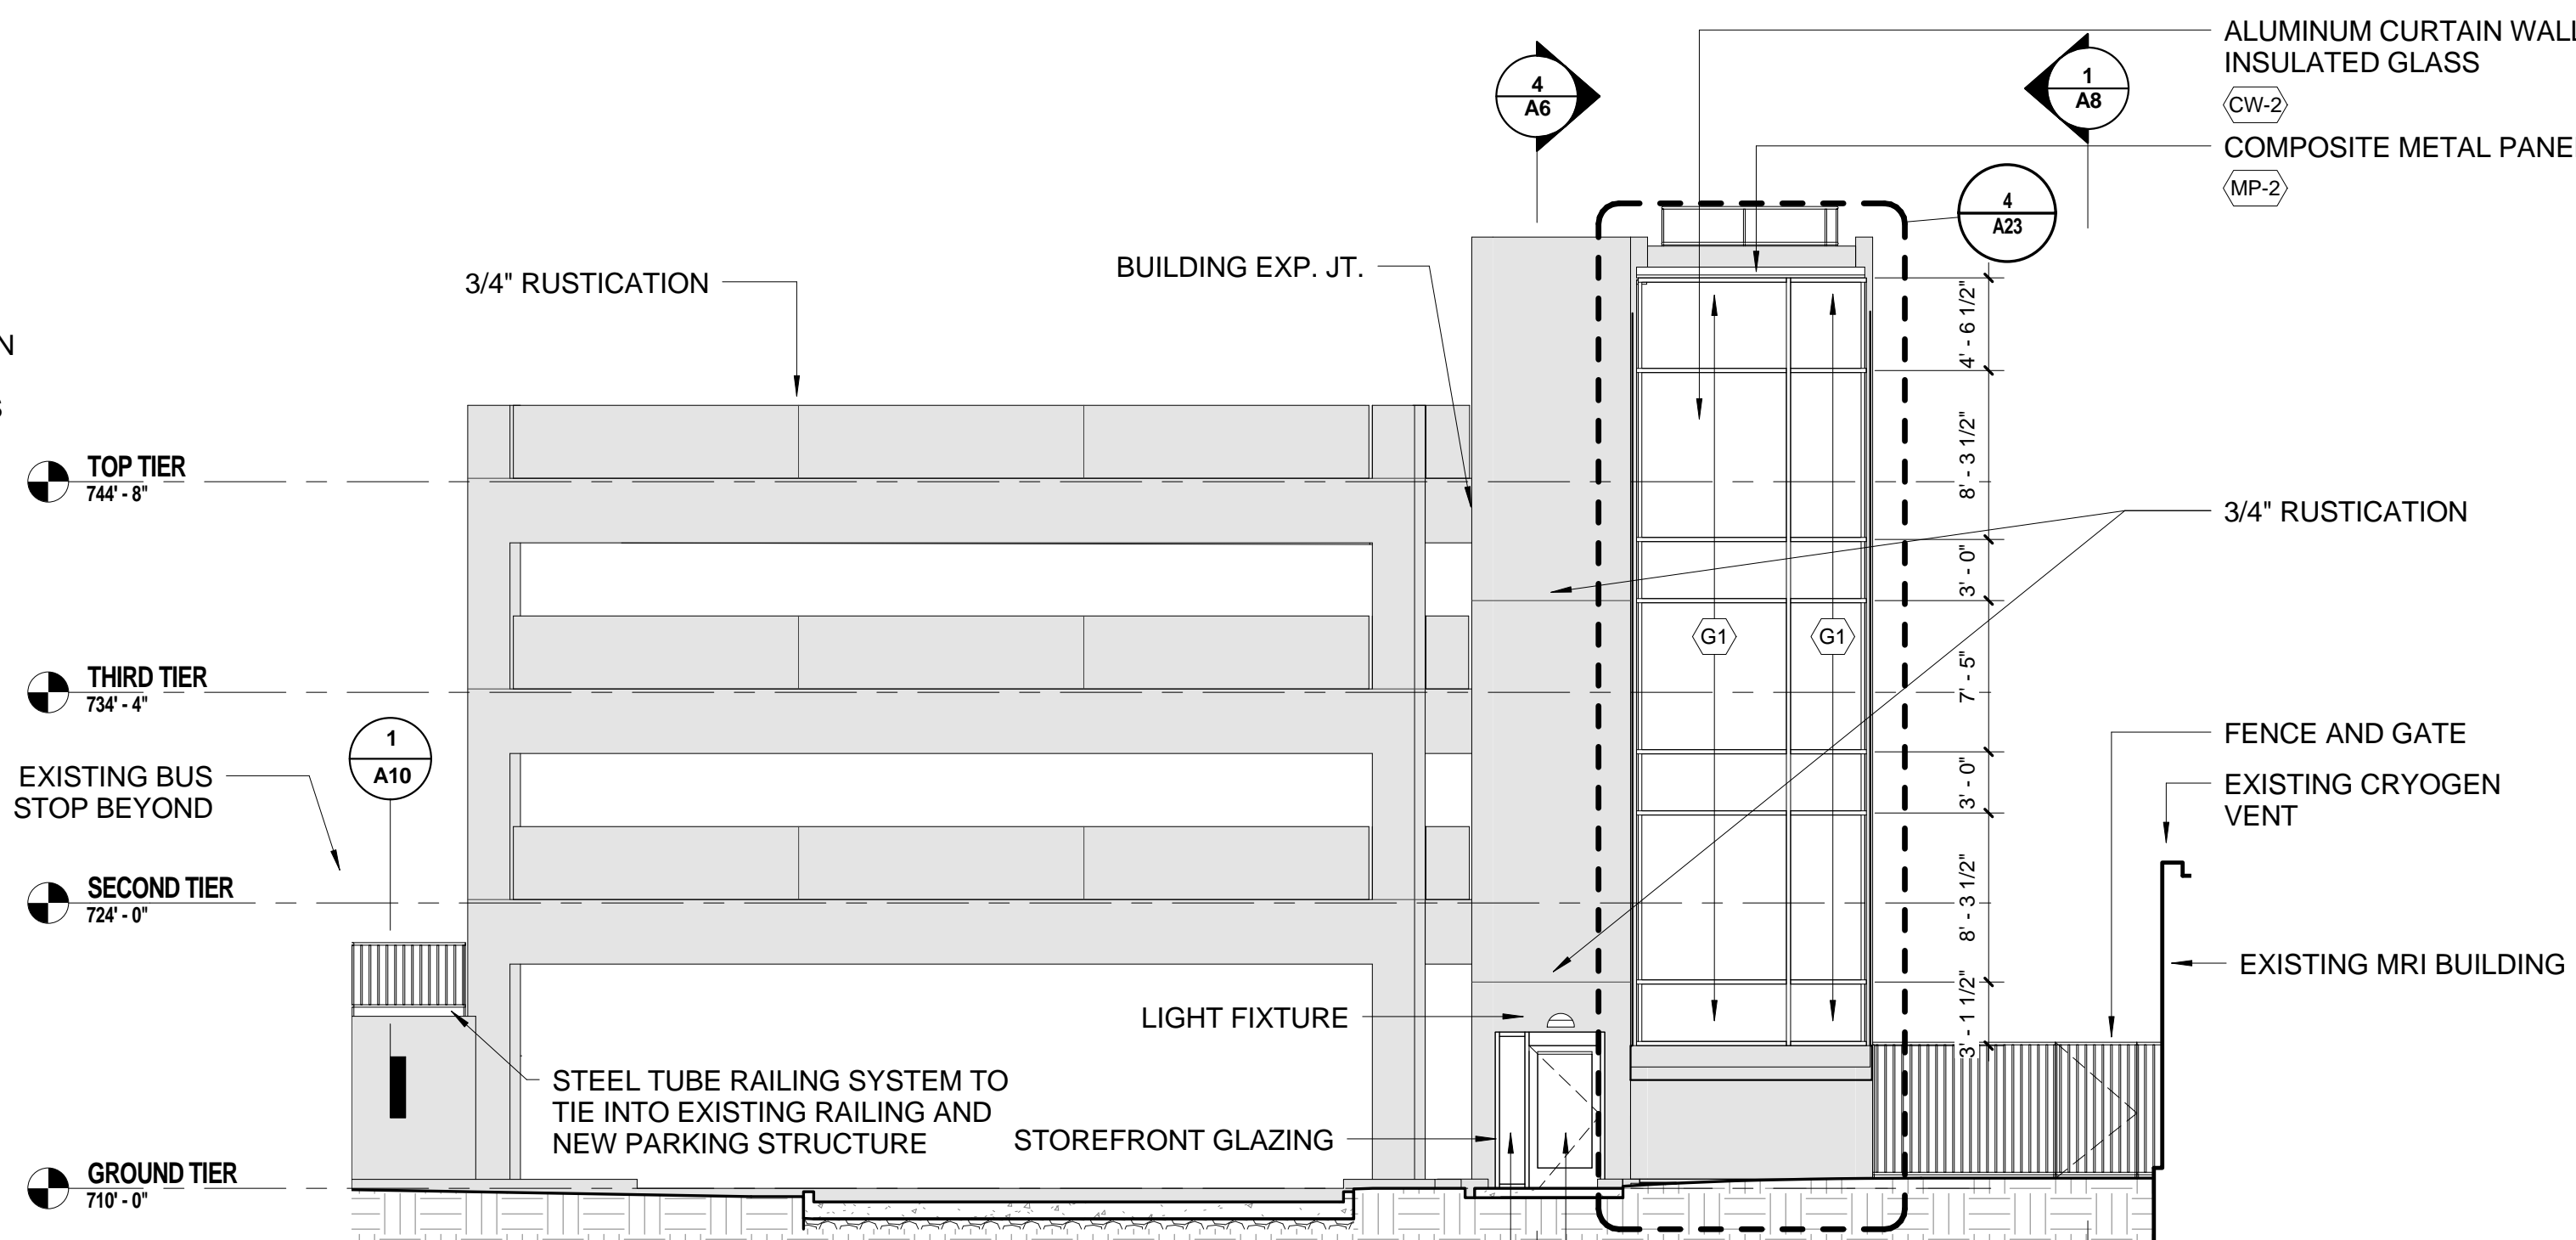 ALUMINUM CURTAIN WALL
INSULATED GLASS
CW-2
COMPOSITE METAL PANE
MP-2
4
A6
1
A8
4
A23
3/4" RUSTICATION
BUILDING EXP. JT.
N
S
TOP TIER
744' - 8"
THIRD TIER
734' - 4"
SECOND TIER
724' - 0"
GROUND TIER
710' - 0"
1
A10
EXISTING BUS
STOP BEYOND
STEEL TUBE RAILING SYSTEM TO
TIE INTO EXISTING RAILING AND
NEW PARKING STRUCTURE
LIGHT FIXTURE
STOREFRONT GLAZING
G1
G1
4' - 6 1/2"
8' - 3 1/2"
3' - 0"
7' - 5"
3' - 0"
8' - 3 1/2"
3' - 1 1/2"
3/4" RUSTICATION
FENCE AND GATE
EXISTING CRYOGEN
VENT
EXISTING MRI BUILDING